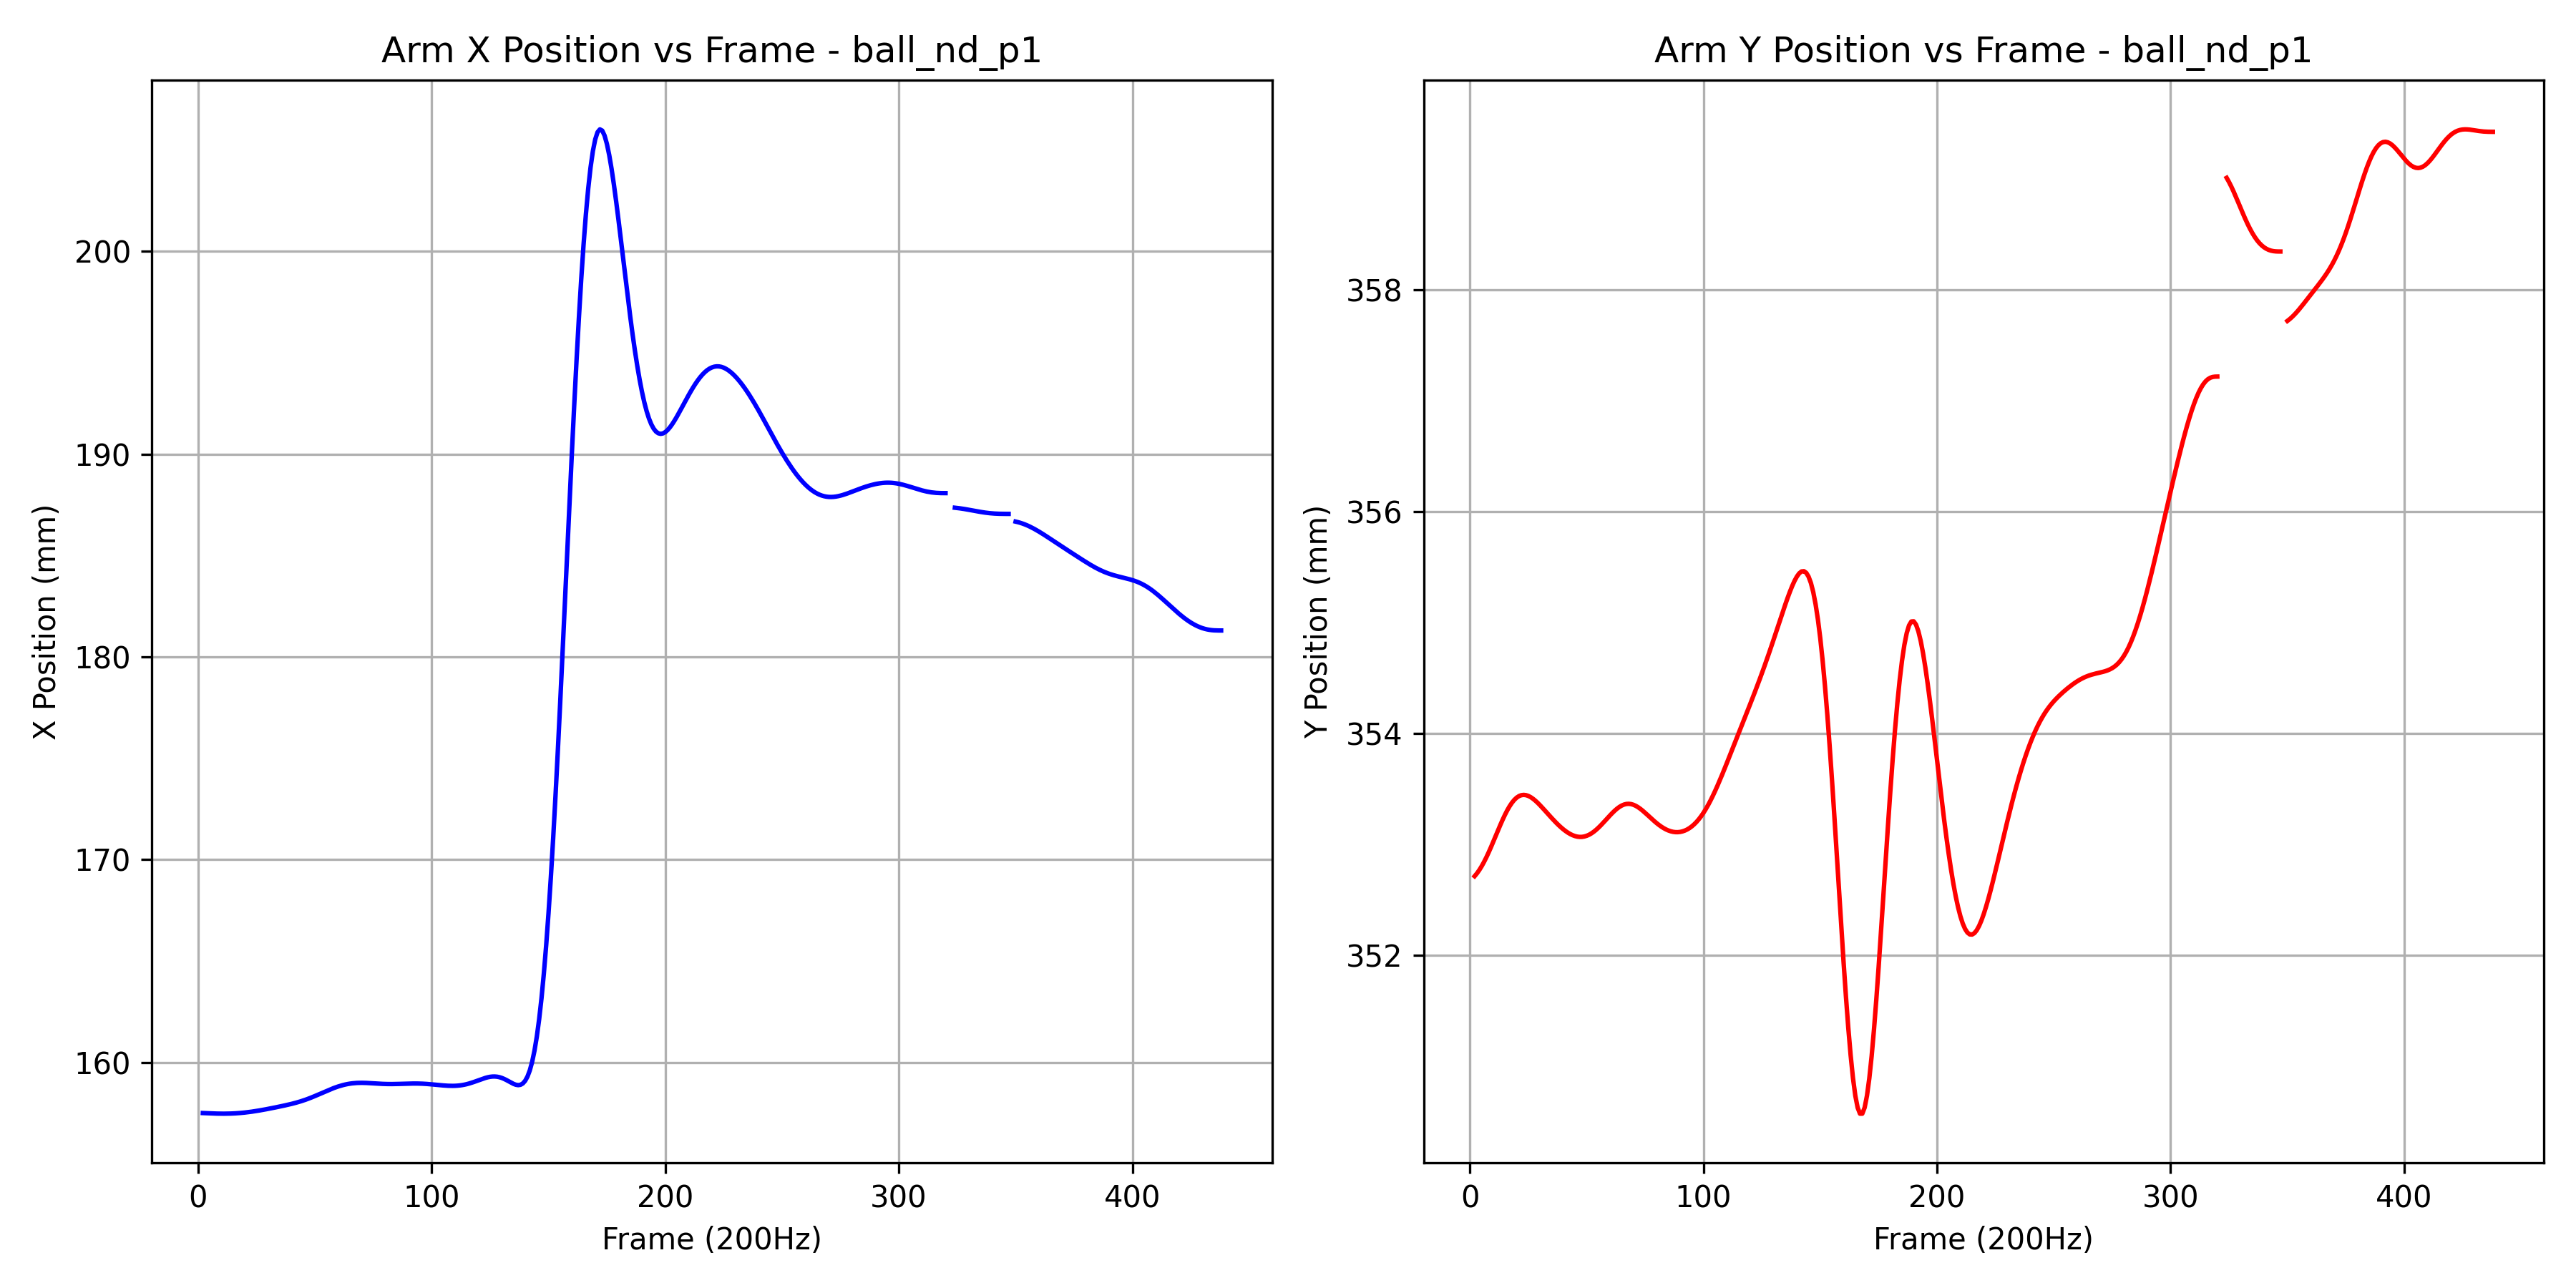 Arm X Position vs Frame - ball_nd_p1
X Position (mm)
200
190
180
170
160
0 100 200 300 400
Frame (200Hz)
Arm Y Position vs Frame - ball_nd_p1
Y Position (mm)
358
356
354
352
0 100 200 300 400
Frame (200Hz)